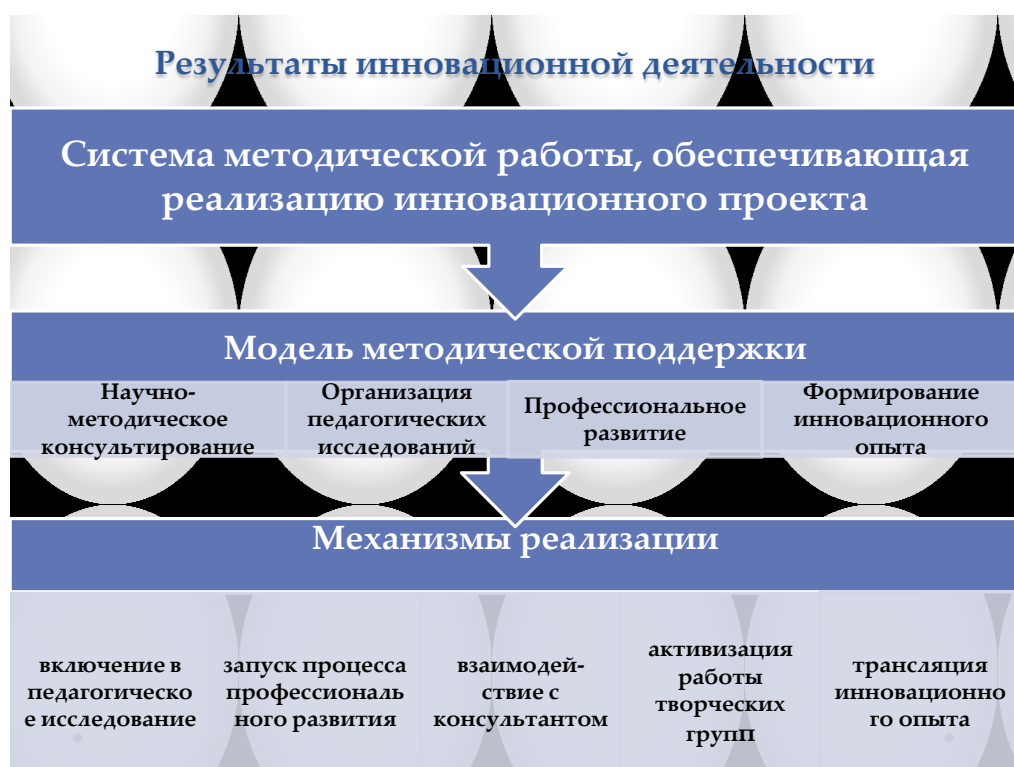 Результаты инновационной деятельности
Система методической работы, обеспечивающая
реализацию инновационного проекта
Модель методической поддержки
Научно-
методическое
консультирование
Организация
педагогических
исследований
Профессиональное
развитие
Формирование
инновационного
опыта
Механизмы реализации
включение в
педагогическо
е исследование
запуск процесса
профессиональ
ного развития
взаимодей-
ствие с
консультантом
активизация
работы
творческих
групп
трансляция
инновационно
го опыта